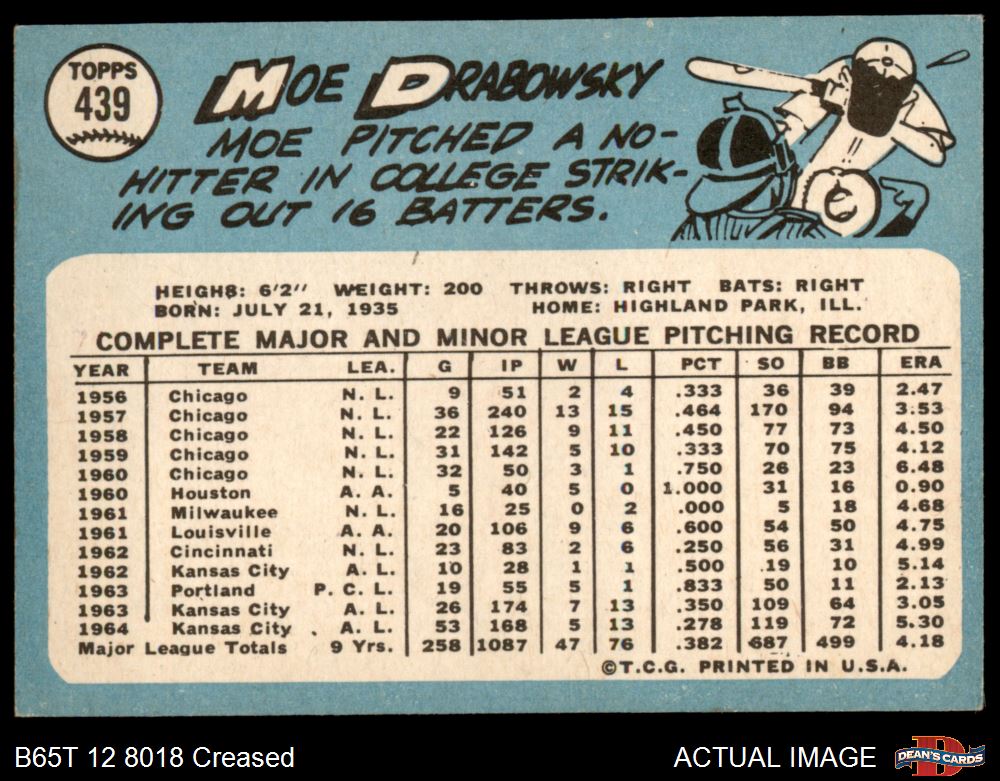 TOPPS
439
MOE DRABOWSKY
MOE PITCHED A NO-
HITTER IN COLLEGE STRIK-
ING OUT 16 BATTERS.
C
HEIGH8: 6'2" WEIGHT: 200 THROWS: RIGHT BATS: RIGHT
BORN: JULY 21, 1935 HOME: HIGHLAND PARK, ILL.
COMPLETE MAJOR AND MINOR LEAGUE PITCHING RECORD
YEAR TEAM LEA. G IP W L PCT SO BB ERA
1956 Chicago N. L. 9 51 2 4 .333 36 39 2.47
1957 Chicago N. L. 36 240 13 15 .464 170 94 3.53
1958 Chicago N. L. 22 126 9 11 .450 77 73 4.50
1959 Chicago N. L. 31 142 5 10 .333 70 75 4.12
1960 Chicago N. L. 32 50 3 1 .750 26 23 6.48
1960 Houston A. A. 5 40 5 0 1.000 31 16 0.90
1961 Milwaukee N. L. 16 25 0 2 .000 5 18 4.68
1961 Louisville A. A. 20 106 9 6 .600 54 50 4.75
1962 Cincinnati N. L. 23 83 2 6 .250 56 31 4.99
1962 Kansas City A. L. 10 28 1 1 .500 19 10 5.14
1963 Portland P. C. L. 19 55 5 1 .833 50 11 2.13
1963 Kansas City A. L. 26 174 7 13 .350 109 64 3.05
1964 Kansas City A. L. 53 168 5 13 .278 119 72 5.30
Major League Totals 9 Yrs. 258 1087 47 76 .382 687 499 4.18
©T.C.G. PRINTED IN U.S.A.
B65T 12 8018 Creased ACTUAL IMAGE
DEAN'S CARDS